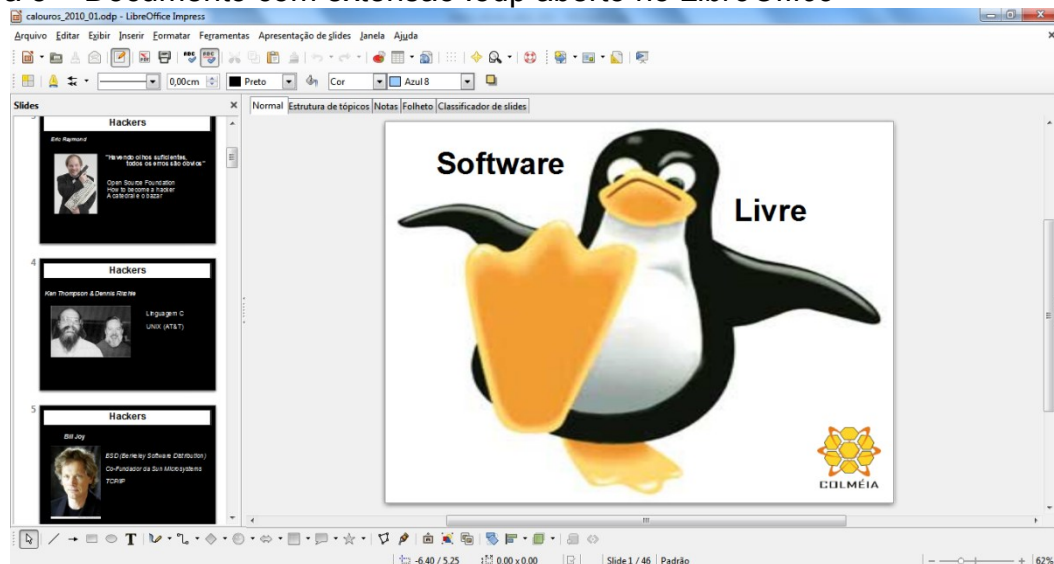 a 6 – Documento com extensão .odp aberto no LibreOffice
calouros_2010_01.odp - LibreOffice Impress
Arquivo Editar Exibir Inserir Formatar Ferramentas Apresentação de slides Janela Ajuda
0,00cm Preto Cor Azul 8
Slides
Normal Estrutura de tópicos Notas Folheto Classificador de slides
Hackers
Eric Raymond
"Havendo olhos suficientes,
todos os erros são óbvios"
Open Source Foundation
How to become a hacker
A catedral e o bazar
4
Hackers
Ken Thompson & Dennis Ritchie
Linguagem C
UNIX (AT&T)
5
Hackers
Bill Joy
BSD (Berkeley Software Distribution)
Co-Fundador da Sun Microsystems
TCP/IP
Software
Livre
COLMÉIA
-6,40 / 5,25 0,00 x 0,00 Slide 1 / 46 Padrão 62%